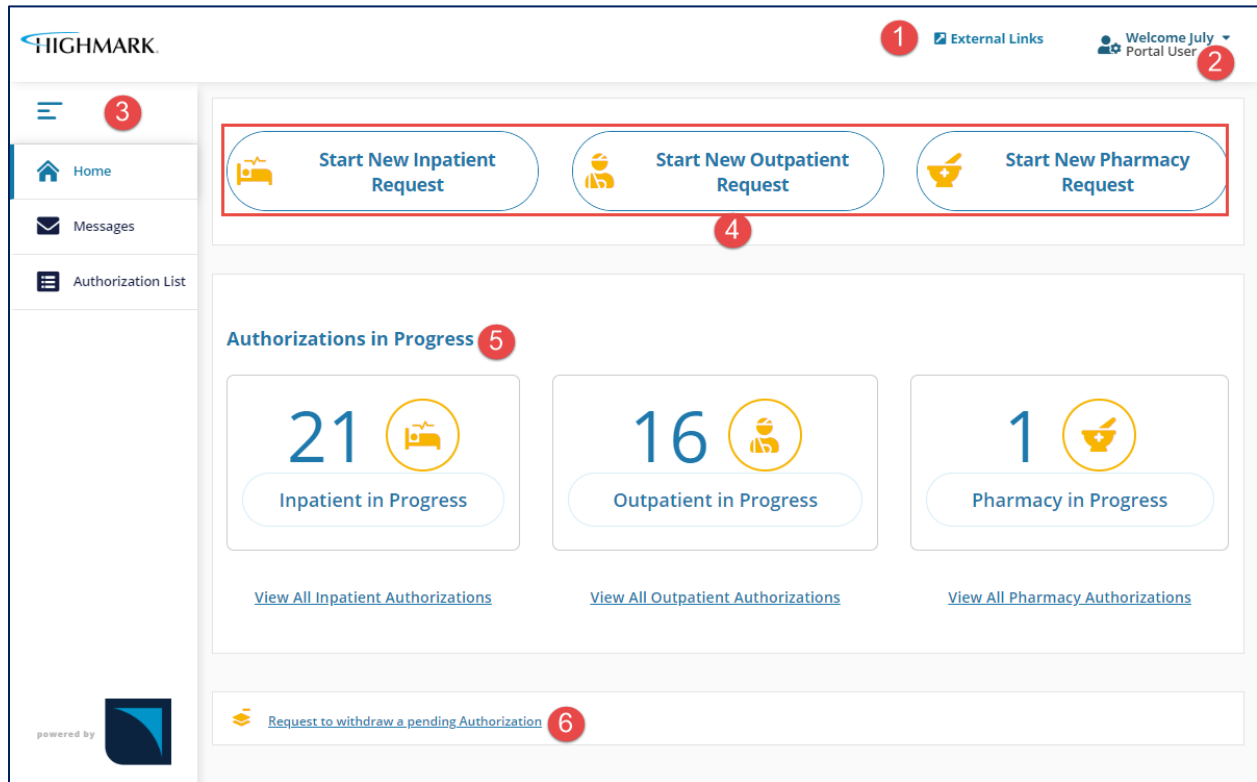 HIGHMARK.
1
External Links
Welcome July
Portal User
2
3
Home
Messages
Authorization List
Start New Inpatient
Request
Start New Outpatient
Request
Start New Pharmacy
Request
4
Authorizations in Progress
5
21
Inpatient in Progress
16
Outpatient in Progress
1
Pharmacy in Progress
View All Inpatient Authorizations
View All Outpatient Authorizations
View All Pharmacy Authorizations
Request to withdraw a pending Authorization
6
powered by